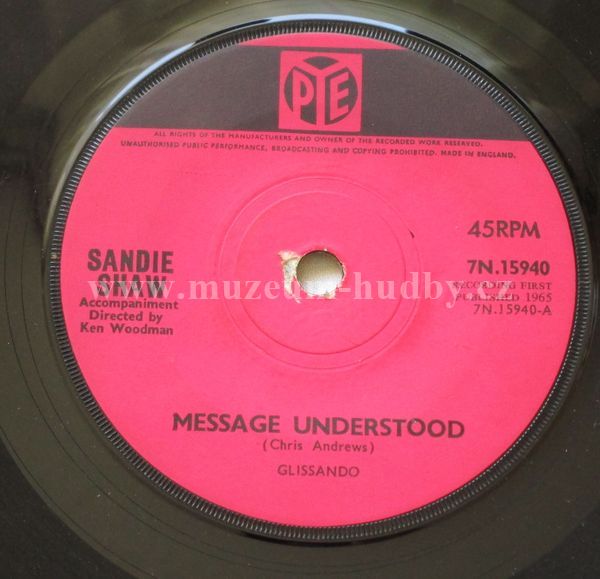 PYE
ALL RIGHTS OF THE MANUFACTURERS AND OWNER OF THE RECORDED WORK RESERVED.
UNAUTHORISED PUBLIC PERFORMANCE, BROADCASTING AND COPYING PROHIBITED. MADE IN ENGLAND.
45RPM
SANDIE
SHAW
Accompaniment
Directed by
Ken Woodman
7N.15940
RECORDING FIRST
PUBLISHED 1965
7N.15940-A
www.muzeum-hudby.cz
MESSAGE UNDERSTOOD
(Chris Andrews)
GLISSANDO